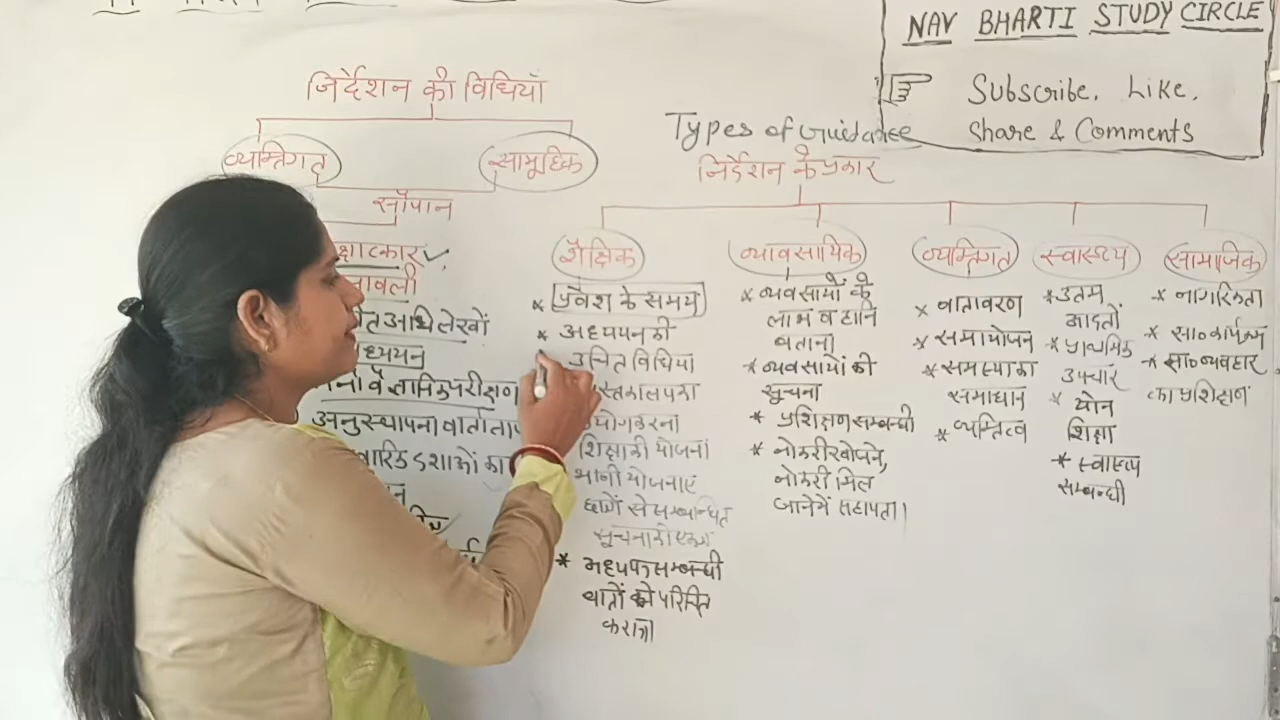 NAV BHARTI STUDY CIRCLE
Subscribe, Like,
Share & Comments
निर्देशन की विधियाँ
व्यक्तिगत
सामूहिक
सोपान
अभिलेखों
अनुस्थापना
Types of Guidance
निर्देशन के प्रकार
शैक्षिक
* प्रवेश के समय
* अध्ययन की
उचित विधियां
शिक्षा की योजना
भावी योजनाएं
छात्रों से सम्बन्धित
*
सम्बन्धी
बातों को परिचित
कराना
व्यावसायिक
* व्यवसायों के
लाभ व हानि
बताना
* व्यवसायों की
सूचना
* प्रशिक्षण सम्बन्धी
* नौकरी खोजने,
नौकरी मिल
जाने में सहायता।
व्यक्तिगत
* वातावरण
* समायोजन
* समस्या का
समाधान
* व्यक्तित्व
स्वास्थ्य
* उत्तम
आदतों
* प्राथमिक
उपचार
* यौन
शिक्षा
* स्वास्थ्य
सम्बन्धी
सामाजिक
* नागरिकता
* सा० कार्यक्रम
* सा० व्यवहार
का प्रशिक्षण